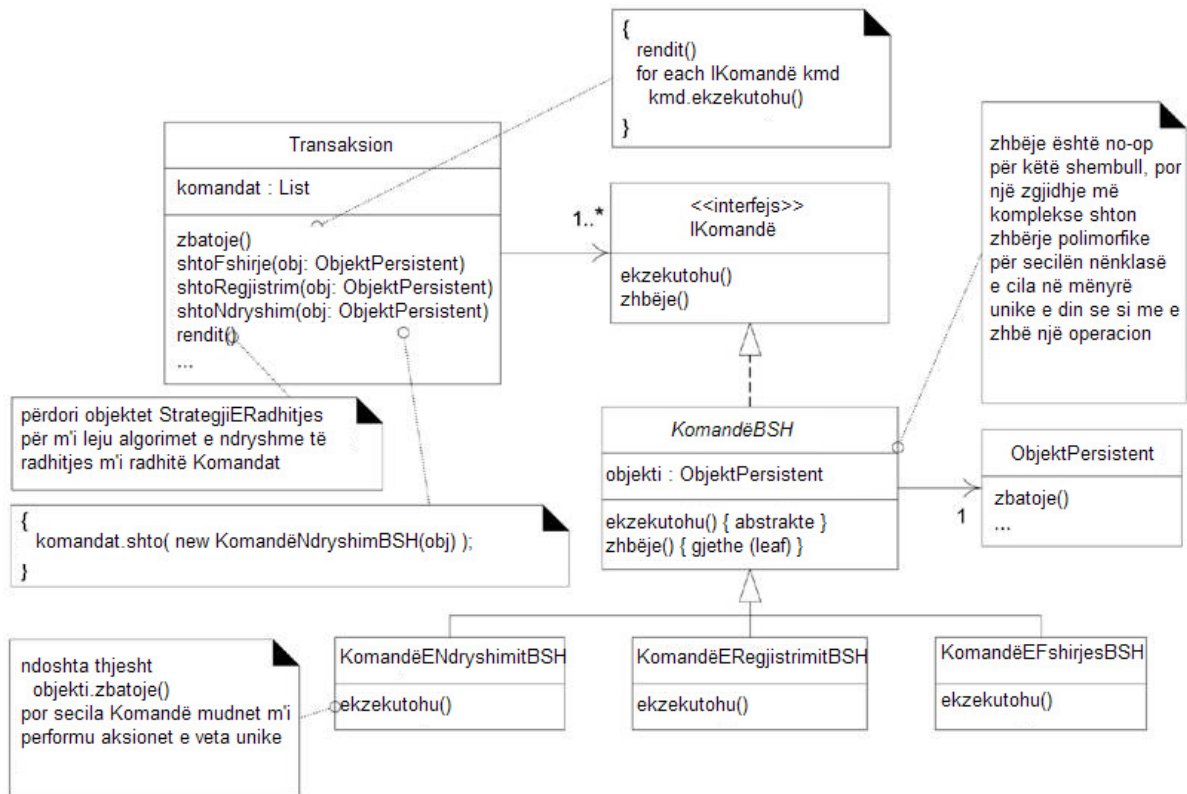 {
rendit()
for each IKomandë kmd
kmd.ekzekutohu()
}
Transaksion
komandat : List
zbatoje()
shtoFshirje(obj: ObjektPersistent)
shtoRegjistrim(obj: ObjektPersistent)
shtoNdryshim(obj: ObjektPersistent)
rendit()
...
1..*
<<interfejs>>
IKomandë
ekzekutohu()
zhbëje()
zhbëje është no-op
për këtë shembull, por
një zgjidhje më
komplekse shton
zhbërje polimorfike
për secilën nënklasë
e cila në mënyrë
unike e din se si me e
zhbë një operacion
përdori objektet StrategjiERadhitjes
për m'i leju algorimet e ndryshme të
radhitjes m'i radhitë Komandat
{
komandat.shto( new KomandëNdryshimBSH(obj) );
}
KomandëBSH
objekti : ObjektPersistent
ekzekutohu() { abstrakte }
zhbëje() { gjethe (leaf) }
1
ObjektPersistent
zbatoje()
...
ndoshta thjesht
objekti.zbatoje()
por secila Komandë mudnet m'i
performu aksionet e veta unike
KomandëENdryshimitBSH
ekzekutohu()
KomandëERegjistrimitBSH
ekzekutohu()
KomandëEFshirjesBSH
ekzekutohu()